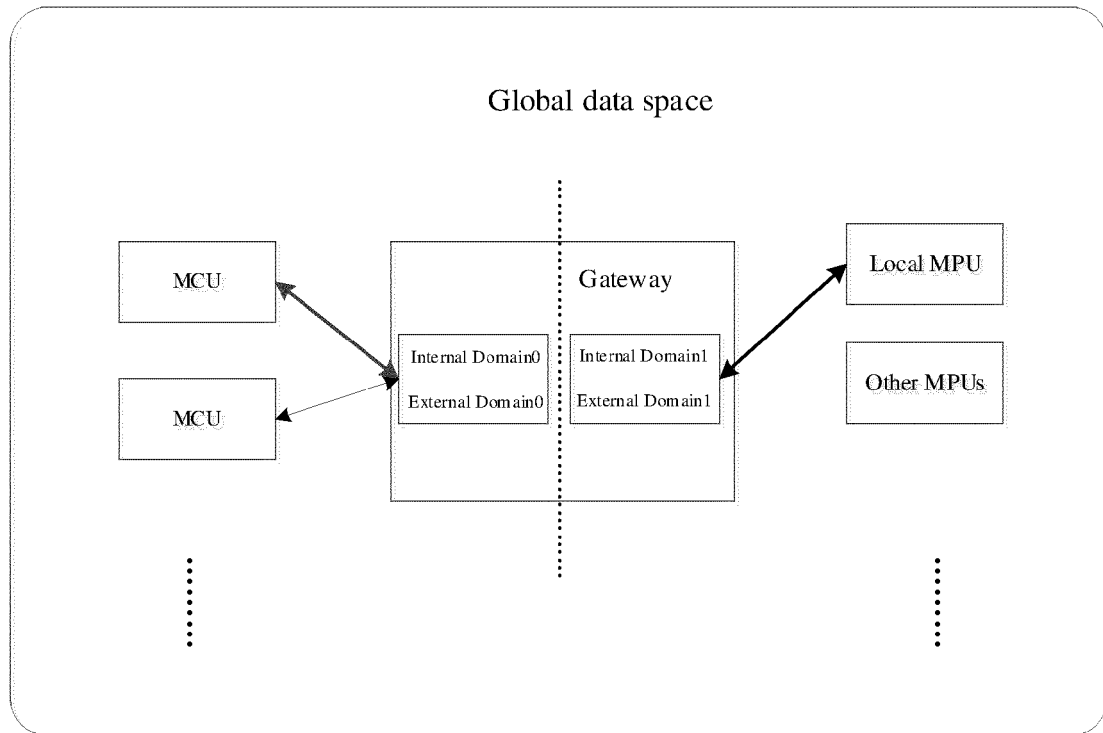 Global data space
MCU
MCU
Gateway
Internal Domain0
External Domain0
Internal Domain1
External Domain1
Local MPU
Other MPUs